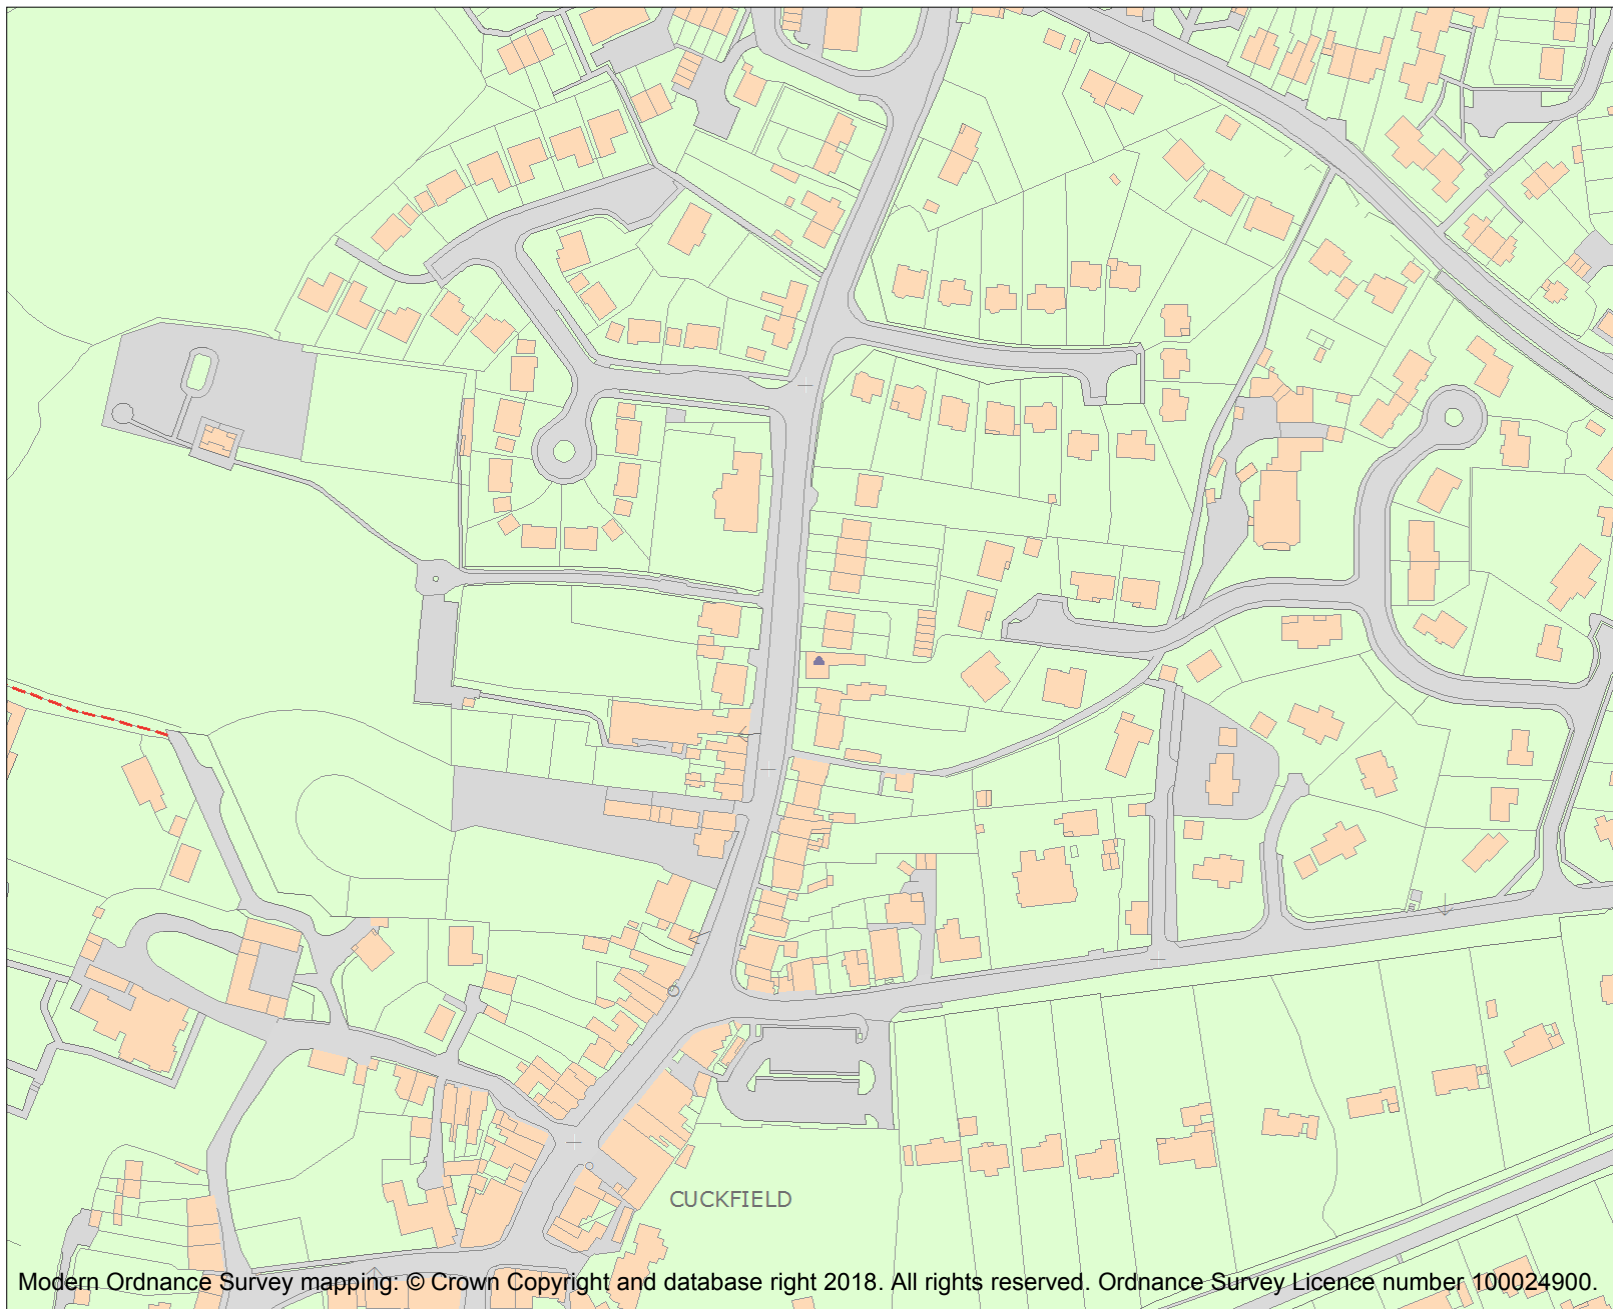 CUCKFIELD
Modern Ordnance Survey mapping: © Crown Copyright and database right 2018. All rights reserved. Ordnance Survey Licence number 100024900.